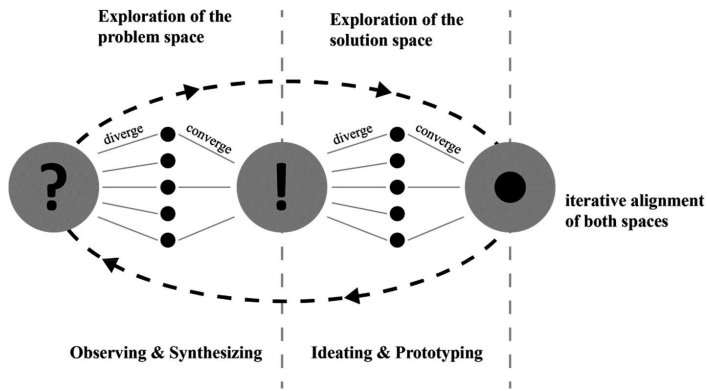 Exploration of the
problem space
Exploration of the
solution space
diverge
converge
diverge
converge
?
!
iterative alignment
of both spaces
Observing & Synthesizing
Ideating & Prototyping